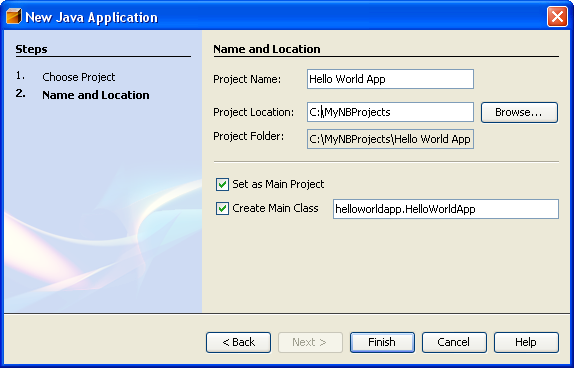 New Java Application
Steps
1. Choose Project
2. Name and Location
Name and Location
Project Name: Hello World App
Project Location: C:\MyNBProjects Browse...
Project Folder: C:\MyNBProjects\Hello World App
Set as Main Project
Create Main Class helloworldapp.HelloWorldApp
< Back Next > Finish Cancel Help